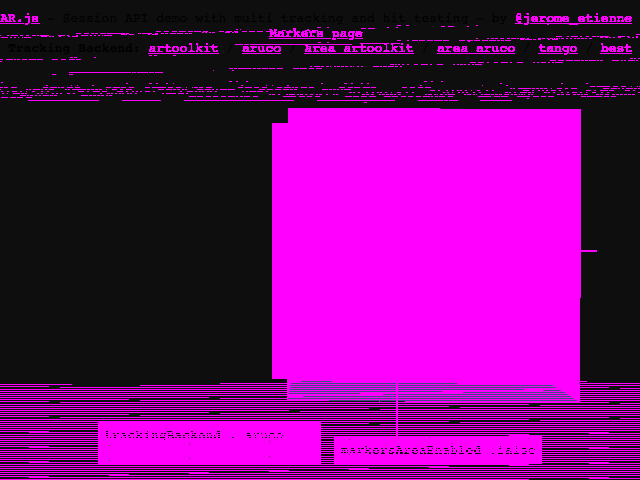 AR.js - Session API demo with multi tracking and hit testing - by @jerome_etienne
Markers page
Tracking Backend: artoolkit / aruco / area artoolkit / area aruco / tango / best
trackingBackend : aruco
markersAreaEnabled :false